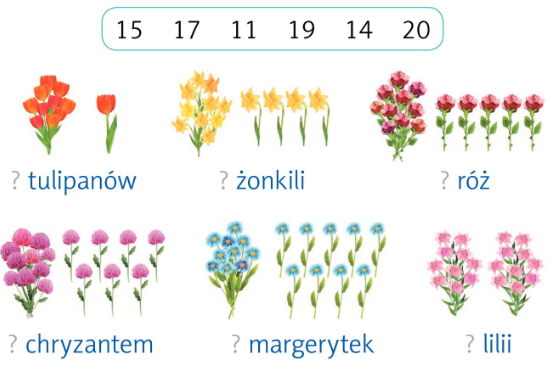 15 17 11 19 14 20
? tulipanów ? żonkili ? róż
? chryzantem ? margerytek ? lilii